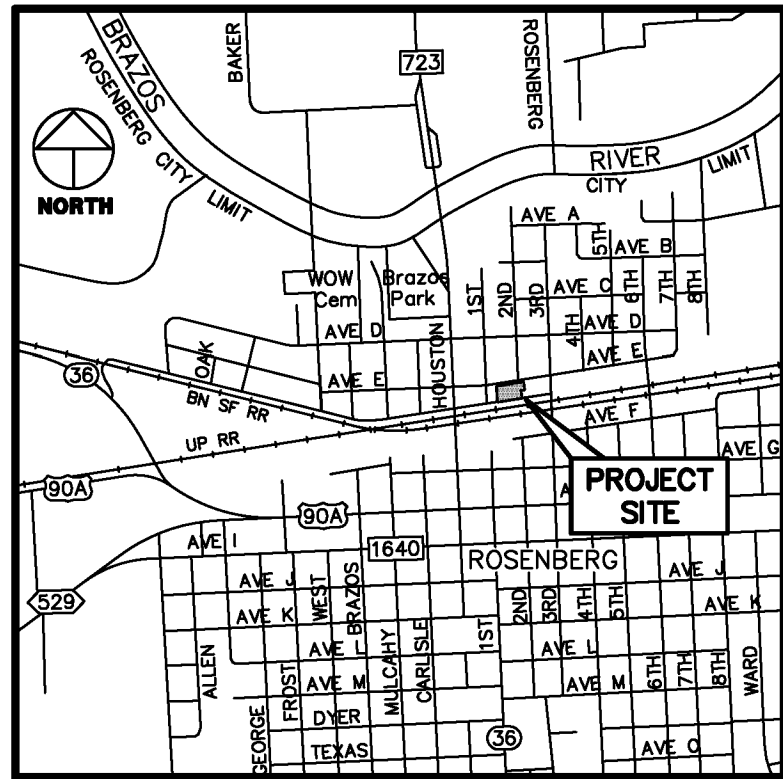 BRAZOS
ROSENBERG CITY LIMIT
BAKER
723
ROSENBERG
RIVER
CITY
LIMIT
NORTH
AVE A
5TH
AVE B
WOW
Cem
Brazos
Park
1ST
2ND
3RD
AVE C
6TH
7TH
8TH
AVE D
4TH
AVE D
OAK
AVE E
HOUSTON
AVE E
36
BN SF RR
AVE F
UP RR
AVE G
90A
PROJECT
SITE
A
90A
AVE I
1640
ROSENBERG
AVE J
AVE J
529
WEST
BRAZOS
2ND
3RD
4TH
5TH
AVE K
AVE K
ALLEN
FROST
AVE L
MULCAHY
CARLISLE
1ST
AVE L
AVE M
AVE M
6TH
7TH
8TH
WARD
GEORGE
DYER
TEXAS
36
AVE O